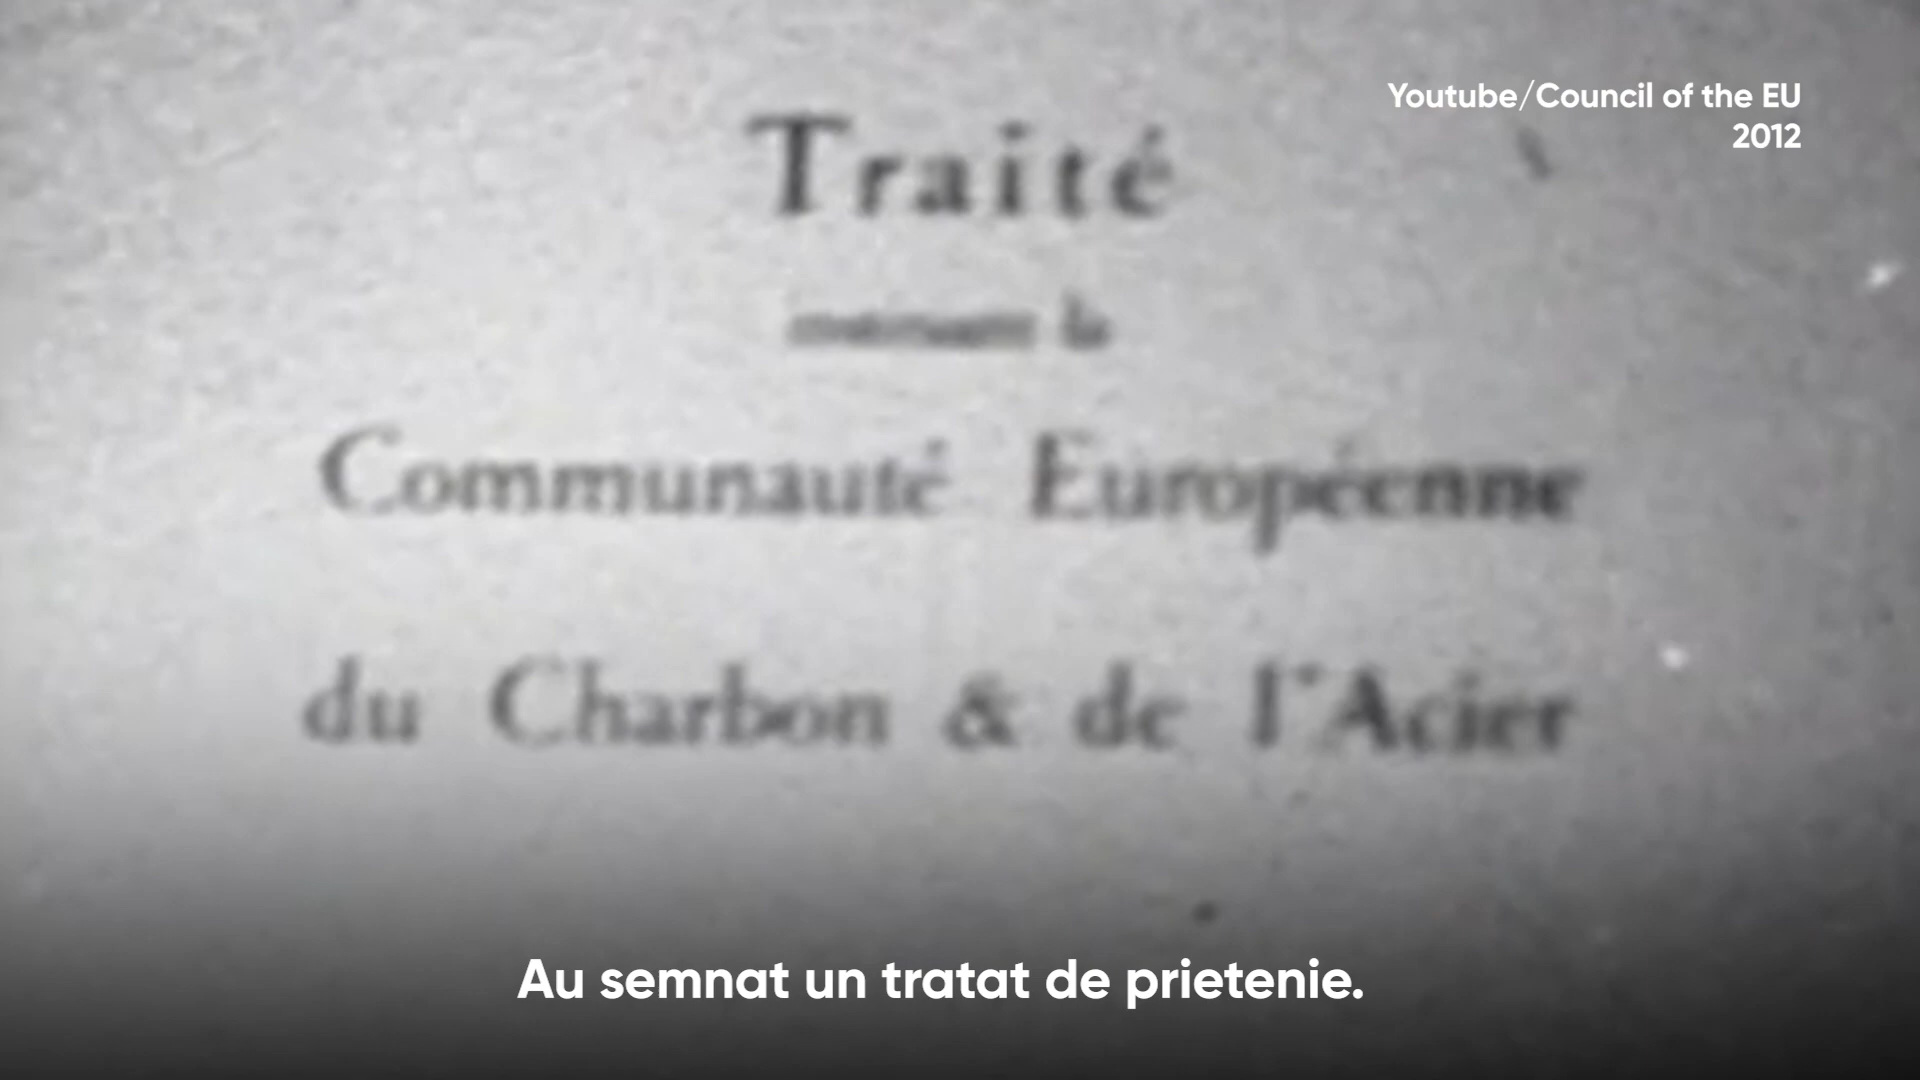 Youtube/Council of the EU
2012
Traité
la
Communauté Européenne
du Charbon & de l'Acier
Au semnat un tratat de prietenie.